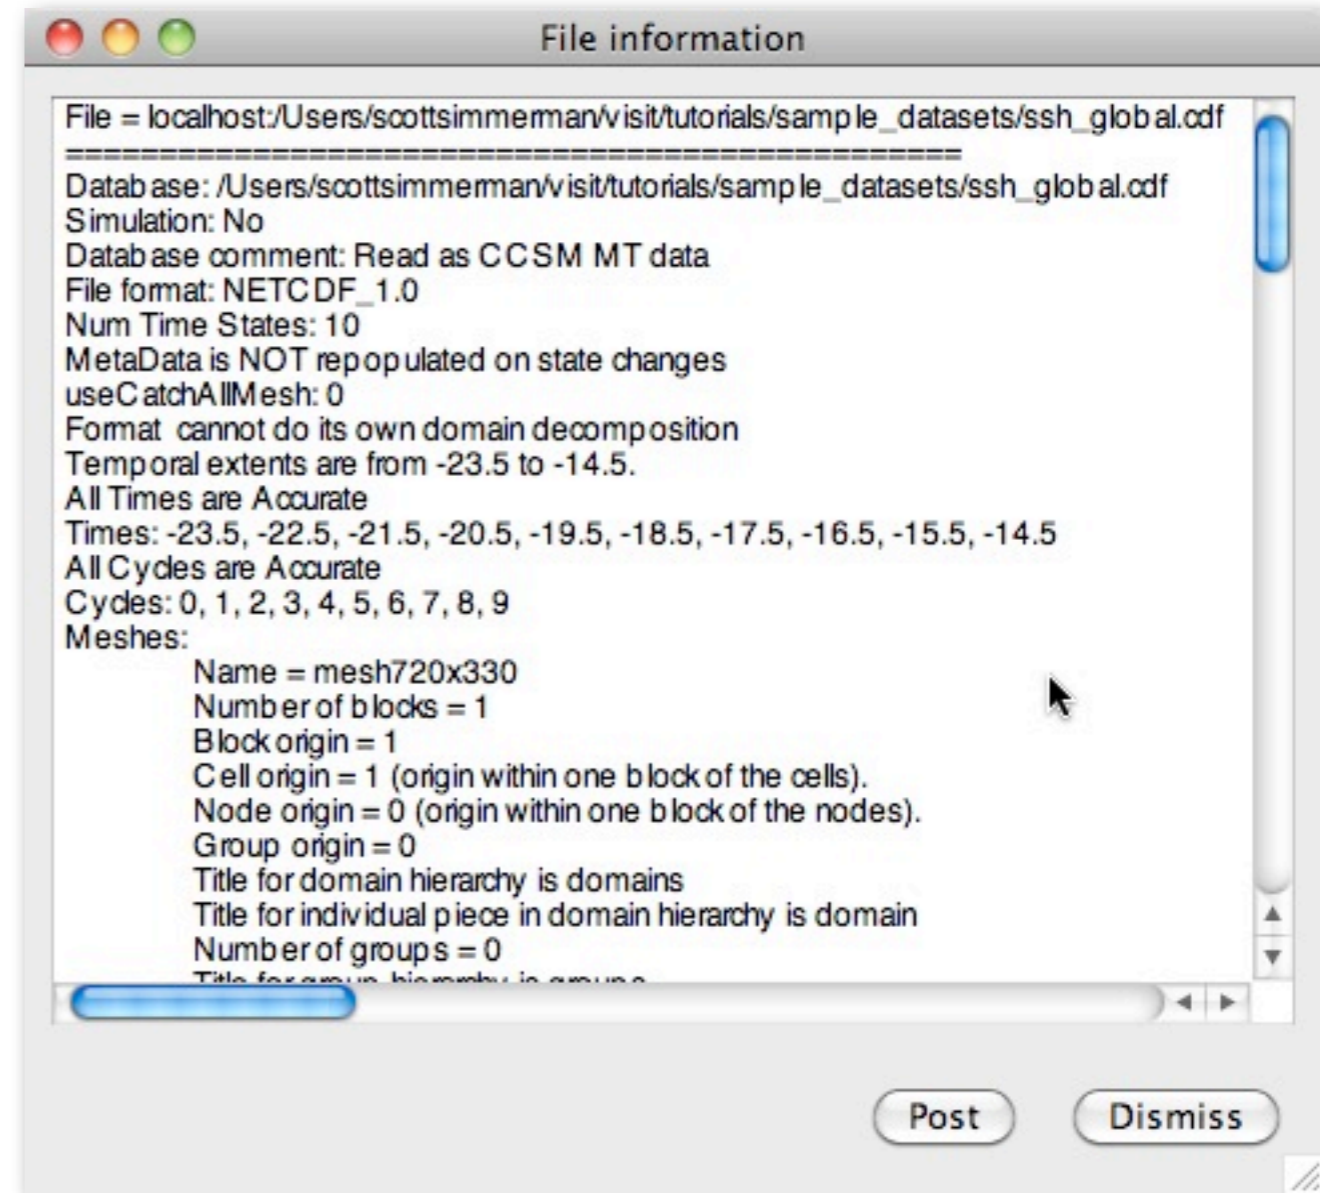 File information
File = localhost:/Users/scottsimmerman/visit/tutorials/sample_datasets/ssh_global.cdf
=================================================
Database: /Users/scottsimmerman/visit/tutorials/sample_datasets/ssh_global.cdf
Simulation: No
Database comment: Read as CCSM MT data
File format: NETCDF_1.0
Num Time States: 10
MetaData is NOT repopulated on state changes
useCatchAllMesh: 0
Format cannot do its own domain decomposition
Temporal extents are from -23.5 to -14.5.
All Times are Accurate
Times: -23.5, -22.5, -21.5, -20.5, -19.5, -18.5, -17.5, -16.5, -15.5, -14.5
All Cycles are Accurate
Cycles: 0, 1, 2, 3, 4, 5, 6, 7, 8, 9
Meshes:
Name = mesh720x330
Number of blocks = 1
Block origin = 1
Cell origin = 1 (origin within one block of the cells).
Node origin = 0 (origin within one block of the nodes).
Group origin = 0
Title for domain hierarchy is domains
Title for individual piece in domain hierarchy is domain
Number of groups = 0
Title for group hierarchy is groups
Post
Dismiss